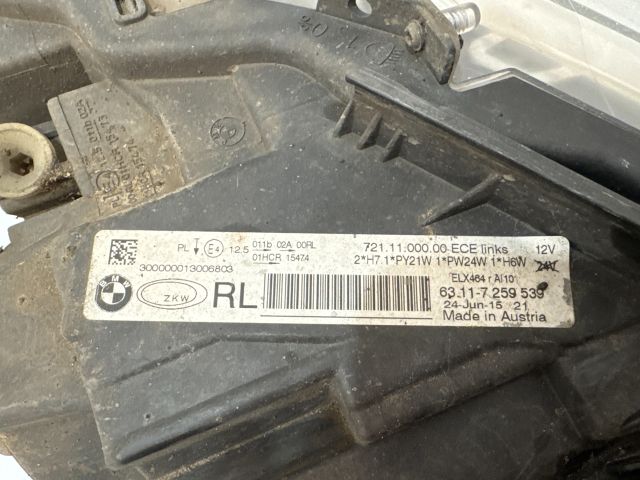 PL E4 12.5 011b 02A 00RL
01HCR 15474
721.11.000.00 ECE links 12V
2*H7.1*PY21W 1*PW24W 1*H6W 24V
300000013006803
BMW
ZKW
RL
ELX464 r Al10
63.11-7 259 539
24-Jun-15 21
Made in Austria